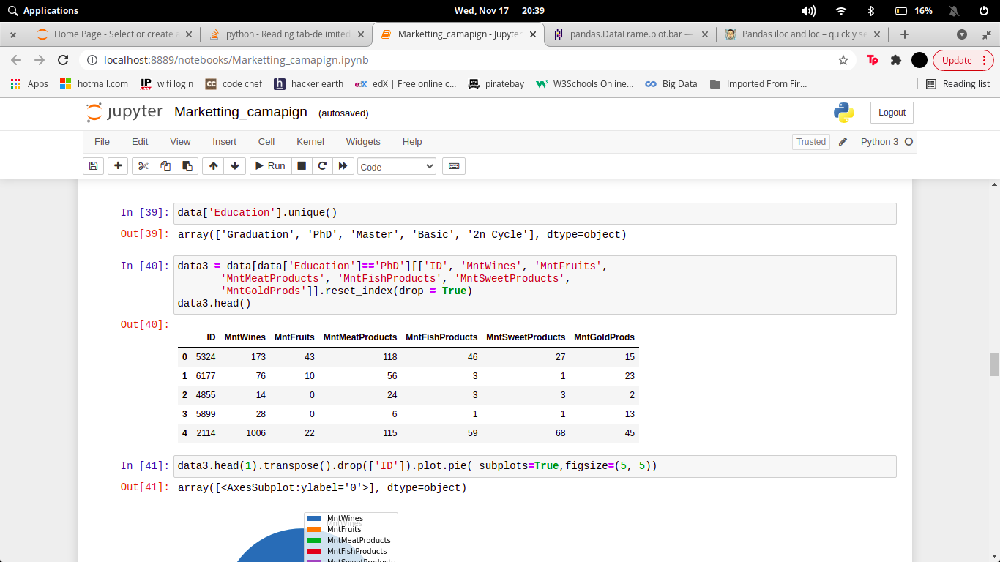 Applications
Wed, Nov 17 20:39
16%
Home Page - Select or create a
python - Reading tab-delimited
Marketting_camapign - Jupyter
pandas.DataFrame.plot.bar —
Pandas iloc and loc – quickly se
localhost:8889/notebooks/Marketting_camapign.ipynb
Tp
Update
Apps
hotmail.com
IP ACCT wifi login
CC code chef
h hacker earth
edX edX | Free online c...
piratebay
W3Schools Online...
Big Data
Imported From Fir...
Reading list
jupyter Marketting_camapign (autosaved)
Logout
File Edit View Insert Cell Kernel Widgets Help
Trusted Python 3
Run Code
In [39]: data['Education'].unique()
Out[39]: array(['Graduation', 'PhD', 'Master', 'Basic', '2n Cycle'], dtype=object)
In [40]: data3 = data[data['Education']=='PhD'][['ID', 'MntWines', 'MntFruits',
'MntMeatProducts', 'MntFishProducts', 'MntSweetProducts',
'MntGoldProds']].reset_index(drop = True)
data3.head()
Out[40]:
ID MntWines MntFruits MntMeatProducts MntFishProducts MntSweetProducts MntGoldProds
0 5324 173 43 118 46 27 15
1 6177 76 10 56 3 1 23
2 4855 14 0 24 3 3 2
3 5899 28 0 6 1 1 13
4 2114 1006 22 115 59 68 45
In [41]: data3.head(1).transpose().drop(['ID']).plot.pie( subplots=True,figsize=(5, 5))
Out[41]: array([<AxesSubplot:ylabel='0'>], dtype=object)
MntWines
MntWines
MntFruits
MntMeatProducts
MntFishProducts
MntSweetProducts